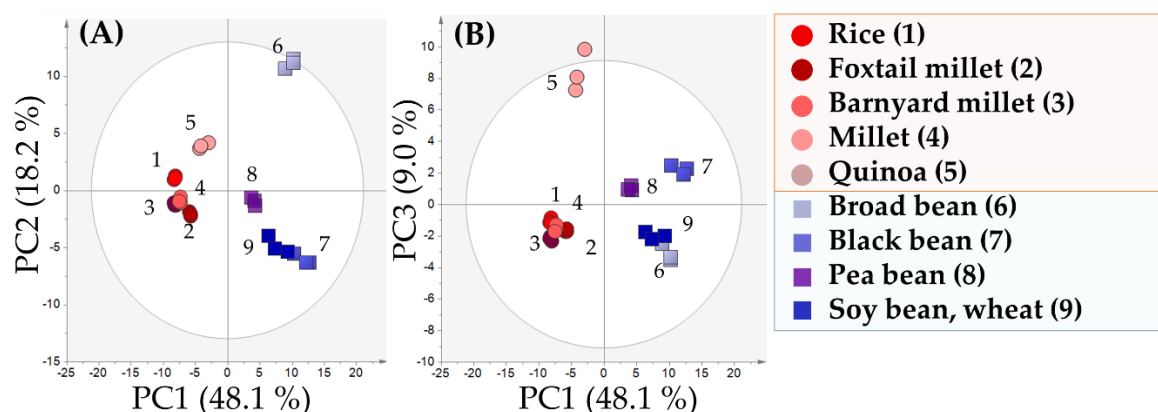 (A)
PC2 (18.2 %)
15
10
5
0
-5
-10
-15
-25 -20 -15 -10 -5 0 5 10 15 20
PC1 (48.1 %)
6
5
1
4
8
3
2
9
7
(B)
PC3 (9.0 %)
10
8
6
4
2
0
-2
-4
-6
-8
-10
-25 -20 -15 -10 -5 0 5 10 15 20
PC1 (48.1 %)
5
7
8
1
4
9
3
2
6
Rice (1)
Foxtail millet (2)
Barnyard millet (3)
Millet (4)
Quinoa (5)
Broad bean (6)
Black bean (7)
Pea bean (8)
Soy bean, wheat (9)